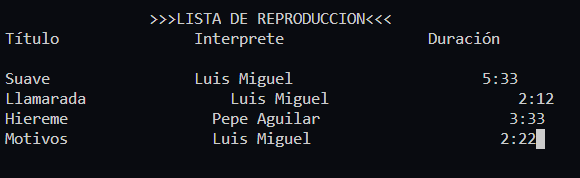 >>>LISTA DE REPRODUCCION<<<
Título Interprete Duración
Suave Luis Miguel 5:33
Llamarada Luis Miguel 2:12
Hiereme Pepe Aguilar 3:33
Motivos Luis Miguel 2:22